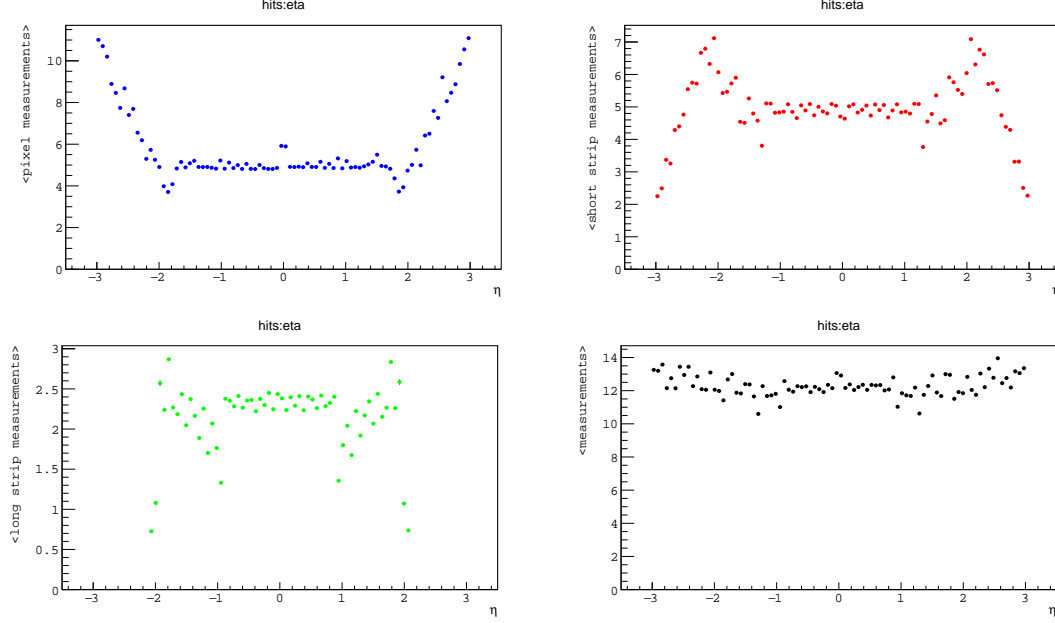 hits:eta
<pixel measurements>
10
8
6
4
2
0
−3 −2 −1 0 1 2 3
η
hits:eta
<short strip measurements>
7
6
5
4
3
2
1
0
−3 −2 −1 0 1 2 3
η
hits:eta
<long strip measurements>
3
2.5
2
1.5
1
0.5
0
−3 −2 −1 0 1 2 3
η
hits:eta
<measurements>
14
12
10
8
6
4
2
0
−3 −2 −1 0 1 2 3
η